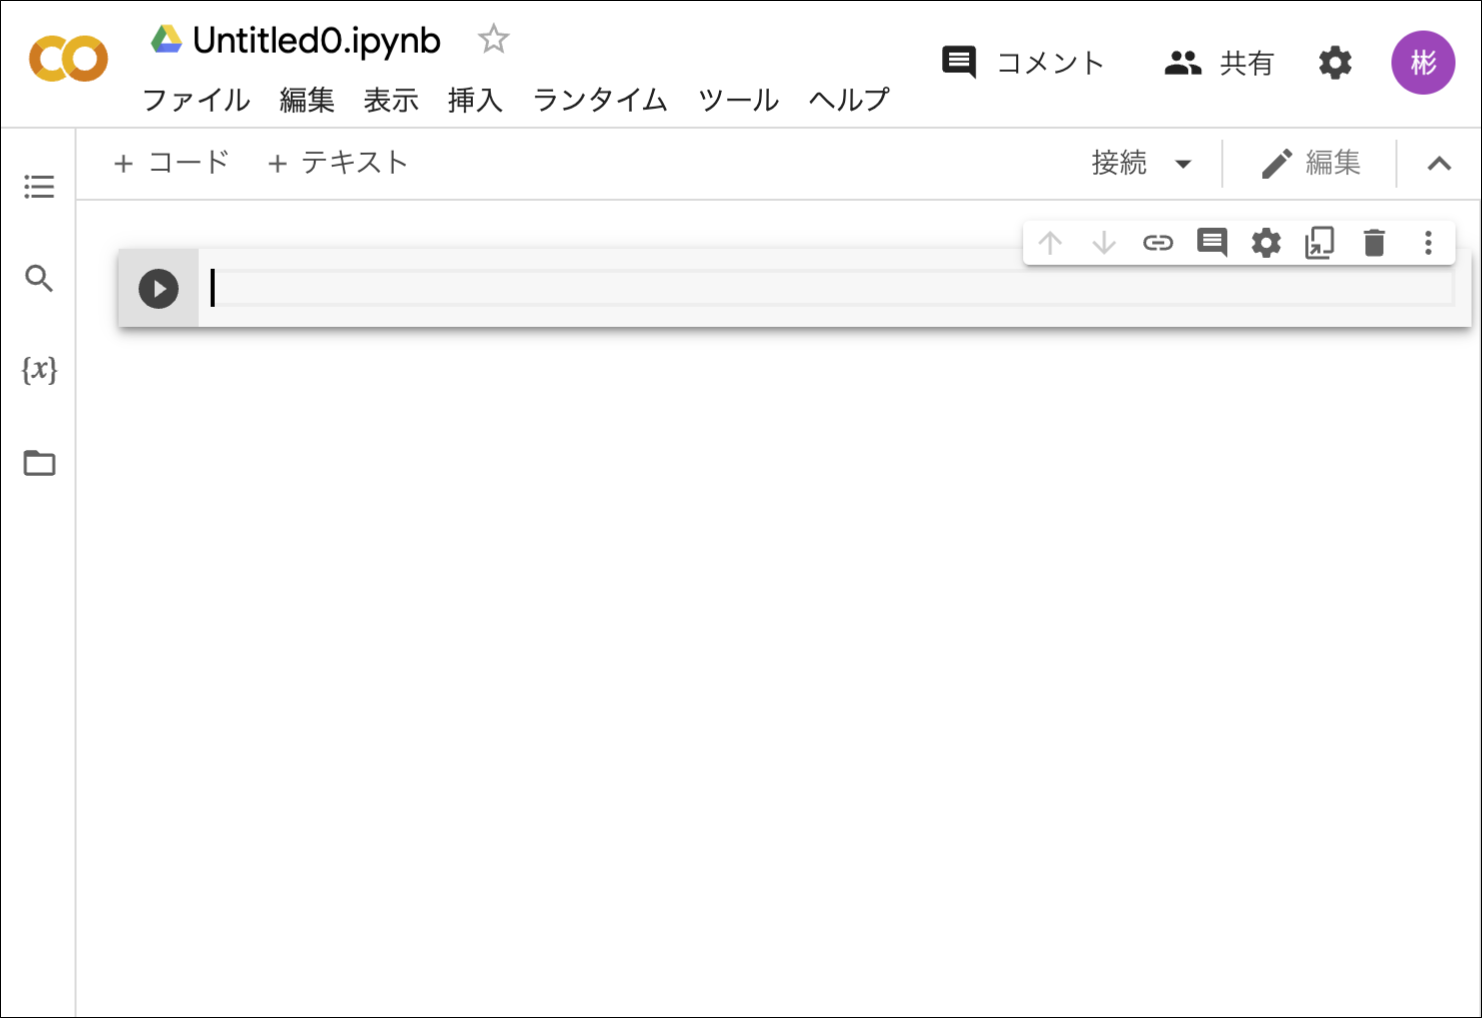 Untitled0.ipynb
コメント 共有 彬
ファイル 編集 表示 挿入 ランタイム ツール ヘルプ
+ コード + テキスト 接続 編集
{x}